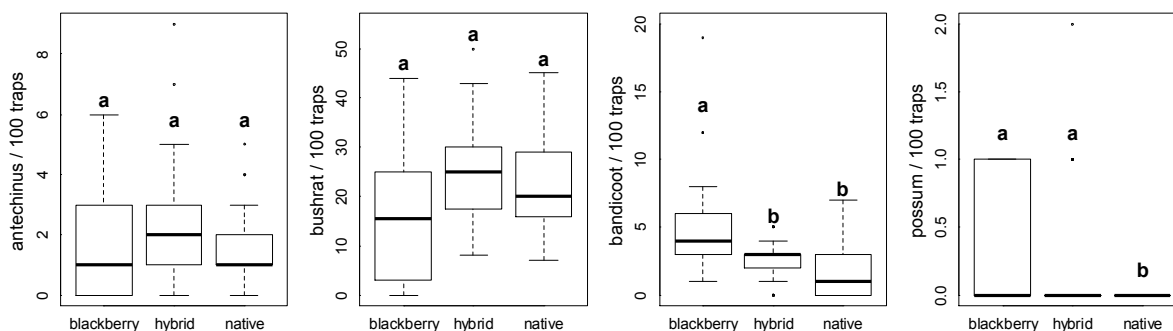 antechinus / 100 traps
0 2 4 6 8
a a a
blackberry hybrid native
bushrat / 100 traps
0 10 20 30 40 50
a a a
blackberry hybrid native
bandicoot / 100 traps
0 5 10 15 20
a b b
blackberry hybrid native
possum / 100 traps
0.0 0.5 1.0 1.5 2.0
a a b
blackberry hybrid native